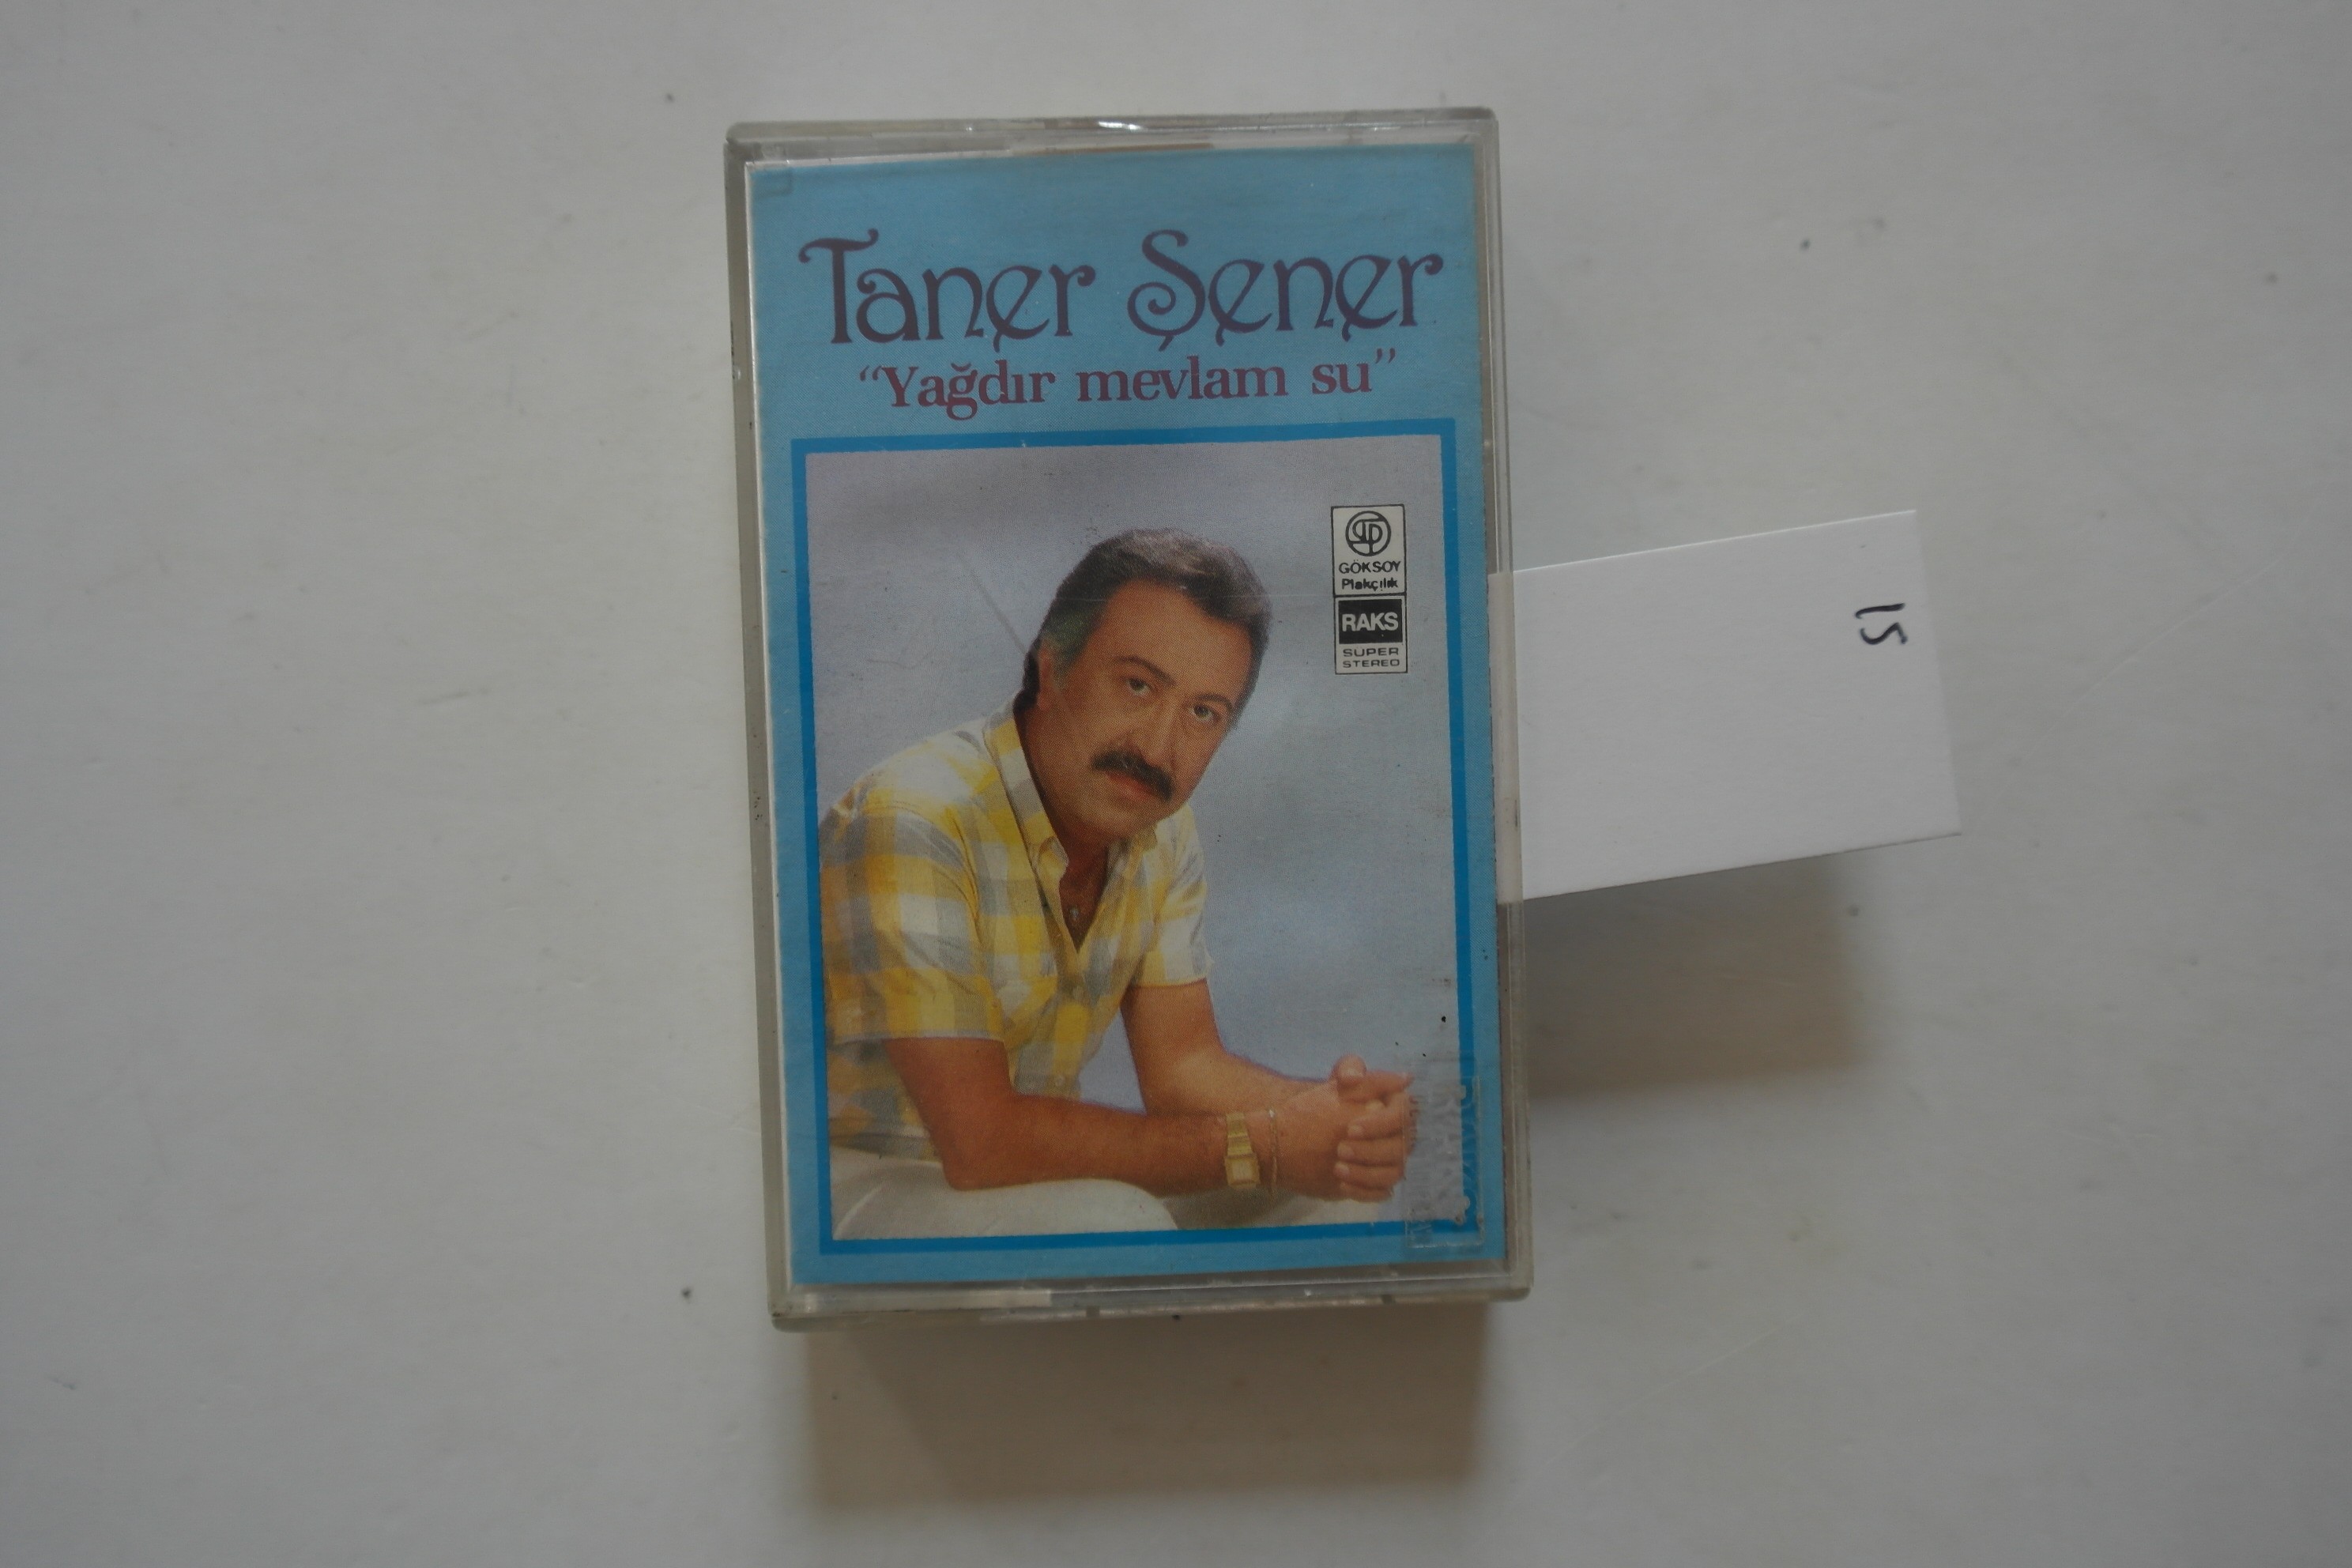 Taner Şener
“Yağdır mevlam su”
GÖKSOY
Plakçılık
RAKS
SUPER
STEREO
15